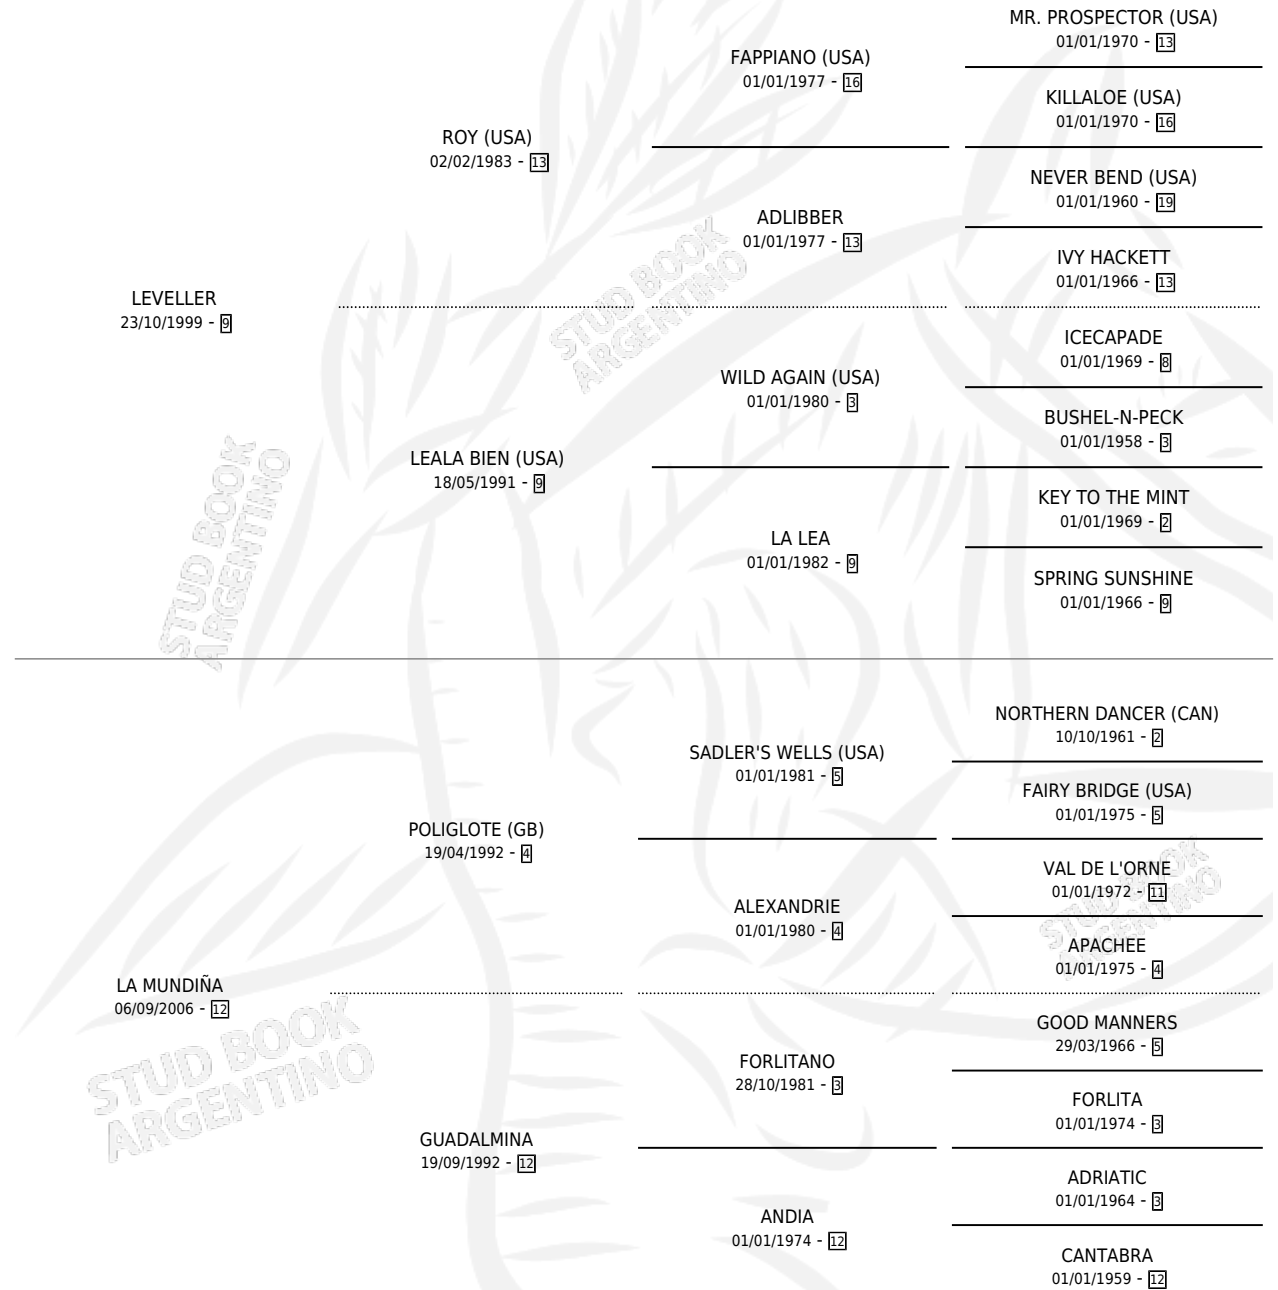 MR. PROSPECTOR (USA)
01/01/1970 - 13
FAPPIANO (USA)
01/01/1977 - 16
KILLALOE (USA)
01/01/1970 - 16
ROY (USA)
02/02/1983 - 13
NEVER BEND (USA)
01/01/1960 - 19
ADLIBBER
01/01/1977 - 13
IVY HACKETT
01/01/1966 - 13
LEVELLER
23/10/1999 - 9
ICECAPADE
01/01/1969 - 8
WILD AGAIN (USA)
01/01/1980 - 3
BUSHEL-N-PECK
01/01/1958 - 3
LEALA BIEN (USA)
18/05/1991 - 9
KEY TO THE MINT
01/01/1969 - 2
LA LEA
01/01/1982 - 9
SPRING SUNSHINE
01/01/1966 - 9
NORTHERN DANCER (CAN)
10/10/1961 - 2
SADLER'S WELLS (USA)
01/01/1981 - 5
FAIRY BRIDGE (USA)
01/01/1975 - 5
POLIGLOTE (GB)
19/04/1992 - 4
VAL DE L'ORNE
01/01/1972 - 11
ALEXANDRIE
01/01/1980 - 4
APACHEE
01/01/1975 - 4
LA MUNDIÑA
06/09/2006 - 12
GOOD MANNERS
29/03/1966 - 5
FORLITANO
28/10/1981 - 3
FORLITA
01/01/1974 - 3
GUADALMINA
19/09/1992 - 12
ADRIATIC
01/01/1964 - 3
ANDIA
01/01/1974 - 12
CANTABRA
01/01/1959 - 12
STUD BOOK
ARGENTINO
STUD BOOK
ARGENTINO
STUD BOOK
ARGENTINO
STUD BOOK
ARGENTINO